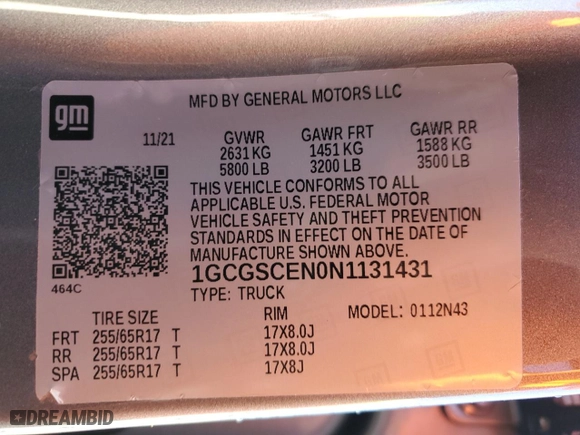 gm
MFD BY GENERAL MOTORS LLC
11/21 GVWR GAWR FRT GAWR RR
2631 KG 1451 KG 1588 KG
5800 LB 3200 LB 3500 LB
THIS VEHICLE CONFORMS TO ALL
APPLICABLE U.S. FEDERAL MOTOR
VEHICLE SAFETY AND THEFT PREVENTION
STANDARDS IN EFFECT ON THE DATE OF
MANUFACTURE SHOWN ABOVE.
464C
1GCGSCEN0N1131431
TYPE: TRUCK
TIRE SIZE RIM MODEL: 0112N43
FRT 255/65R17 T 17X8.0J
RR 255/65R17 T 17X8.0J
SPA 255/65R17 T 17X8J
DREAMBID